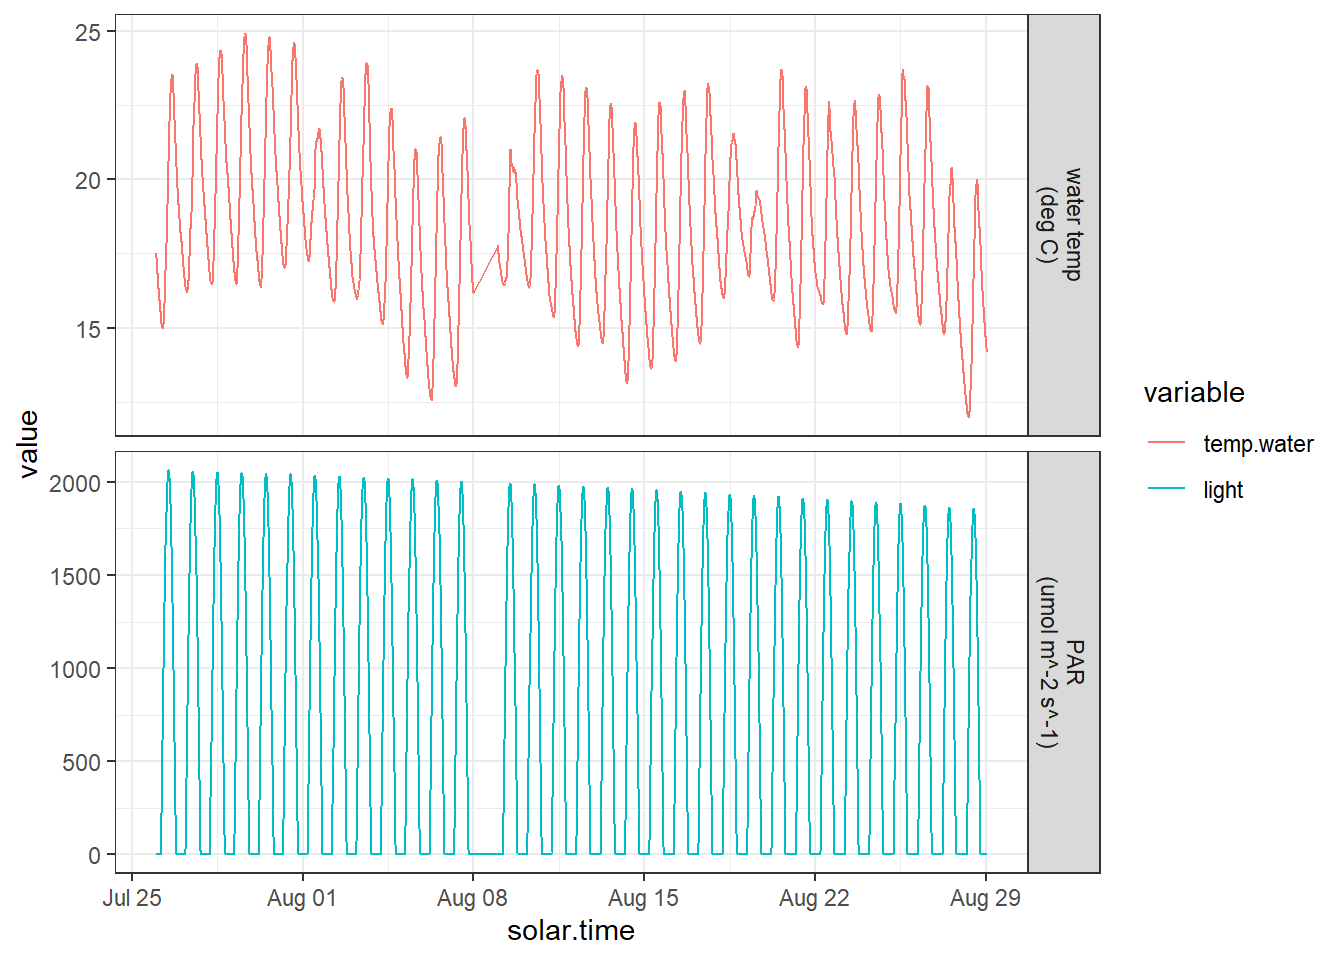 25
20
15
water temp
(deg C)
value
2000
1500
1000
500
0
PAR
(umol m^-2 s^-1)
Jul 25
Aug 01
Aug 08
Aug 15
Aug 22
Aug 29
solar.time
variable
temp.water
light